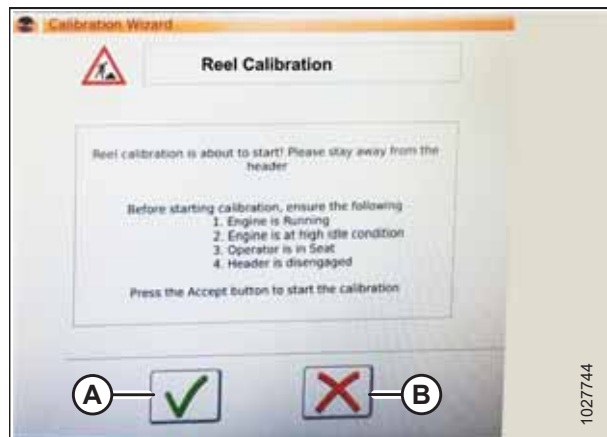 Calibration Wizard
Reel Calibration
Reel calibration is about to start! Please stay away from the
header
Before starting calibration, ensure the following
1. Engine is Running
2. Engine is at high idle condition
3. Operator is in Seat
4. Header is disengaged
Press the Accept button to start the calibration
A
B
1027744